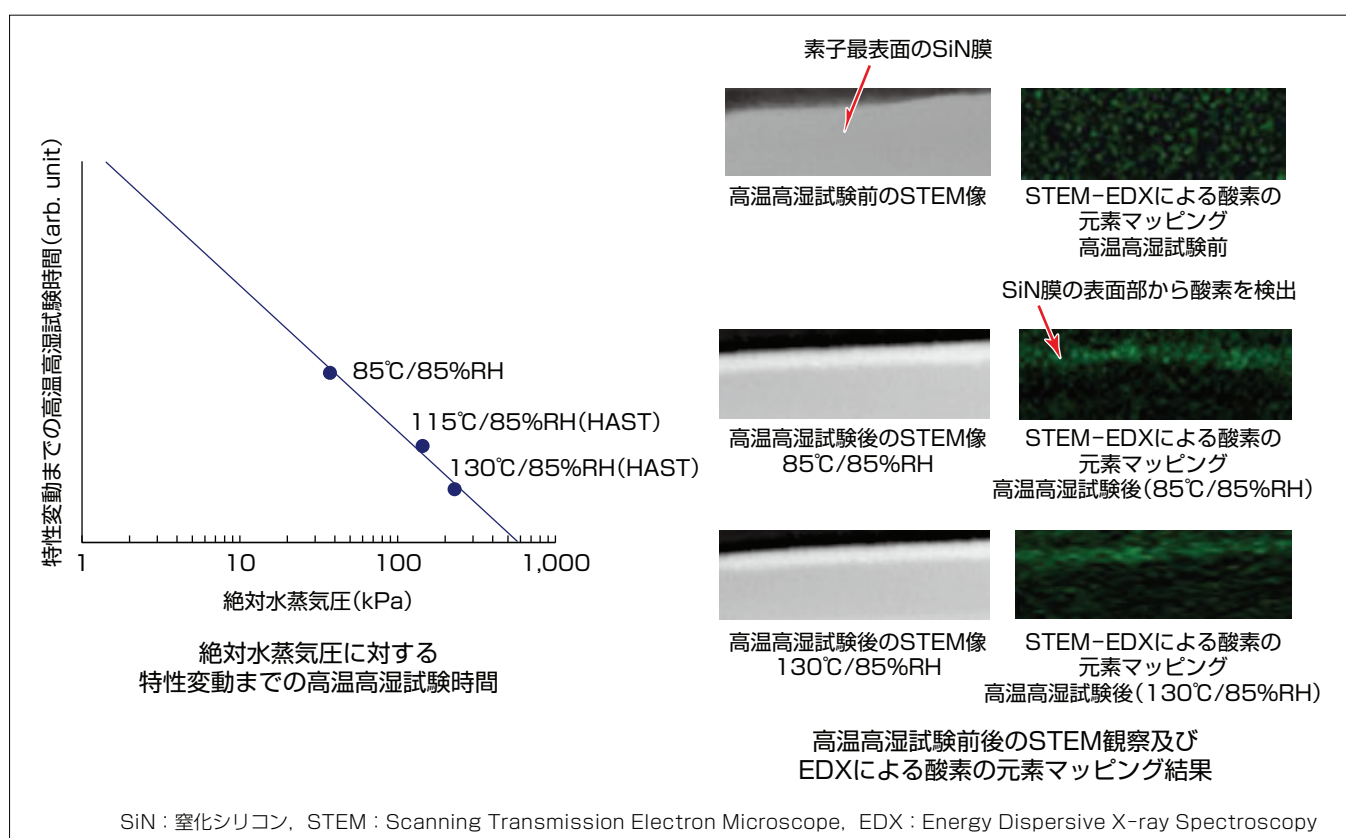 特性変動までの高温高湿試験時間(arb. unit)
85℃/85%RH
115℃/85%RH(HAST)
130℃/85%RH(HAST)
1
10
100
1,000
絶対水蒸気圧(kPa)
絶対水蒸気圧に対する
特性変動までの高温高湿試験時間
素子最表面のSiN膜
高温高湿試験前のSTEM像
STEM-EDXによる酸素の
元素マッピング
高温高湿試験前
SiN膜の表面部から酸素を検出
高温高湿試験後のSTEM像
85℃/85%RH
STEM-EDXによる酸素の
元素マッピング
高温高湿試験後(85℃/85%RH)
高温高湿試験後のSTEM像
130℃/85%RH
STEM-EDXによる酸素の
元素マッピング
高温高湿試験後(130℃/85%RH)
高温高湿試験前後のSTEM観察及び
EDXによる酸素の元素マッピング結果
SiN：窒化シリコン, STEM：Scanning Transmission Electron Microscope, EDX：Energy Dispersive X-ray Spectroscopy